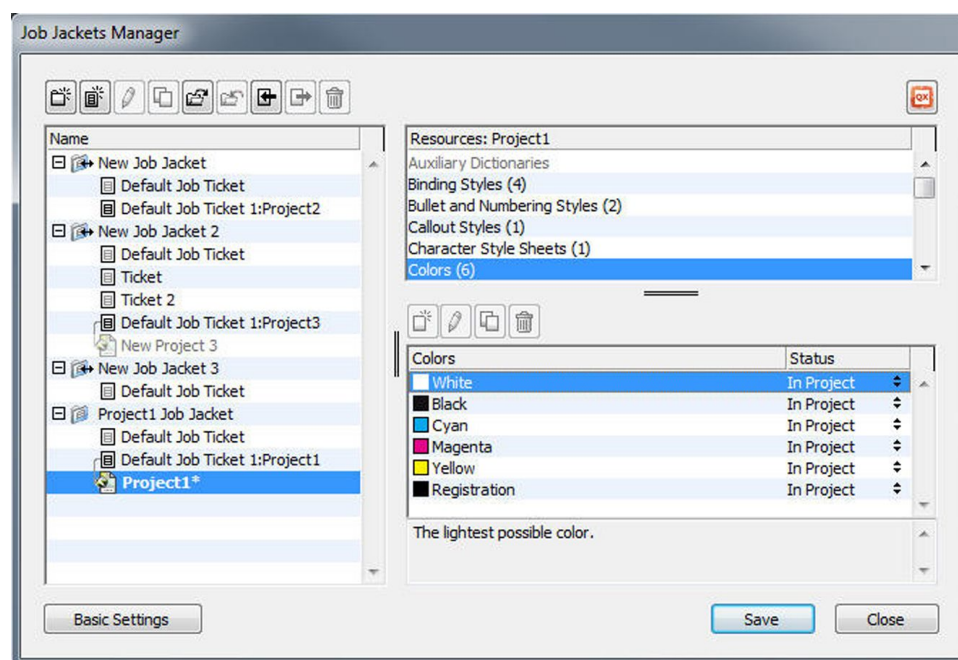 Job Jackets Manager
QX
Name
New Job Jacket
Default Job Ticket
Default Job Ticket 1:Project2
New Job Jacket 2
Default Job Ticket
Ticket
Ticket 2
Default Job Ticket 1:Project3
New Project 3
New Job Jacket 3
Default Job Ticket
Project1 Job Jacket
Default Job Ticket
Default Job Ticket 1:Project1
Project1*
Resources: Project1
Auxiliary Dictionaries
Binding Styles (4)
Bullet and Numbering Styles (2)
Callout Styles (1)
Character Style Sheets (1)
Colors (6)
Colors Status
White In Project
Black In Project
Cyan In Project
Magenta In Project
Yellow In Project
Registration In Project
The lightest possible color.
Basic Settings Save Close